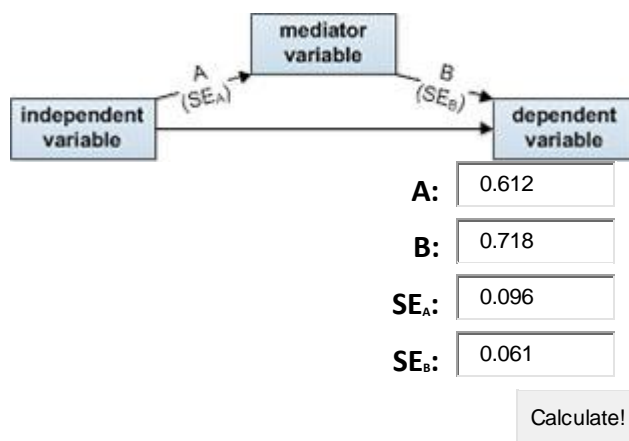 mediator
variable
A
(SEA)
B
(SEB)
independent
variable
dependent
variable
A: 0.612
B: 0.718
SEA: 0.096
SEB: 0.061
Calculate!